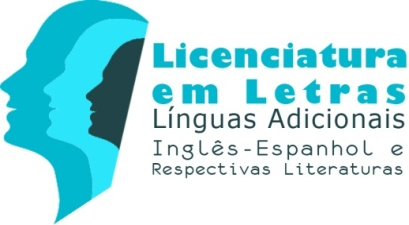 Licenciatura
em Letras
Línguas Adicionais
Inglês-Espanhol e
Respectivas Literaturas